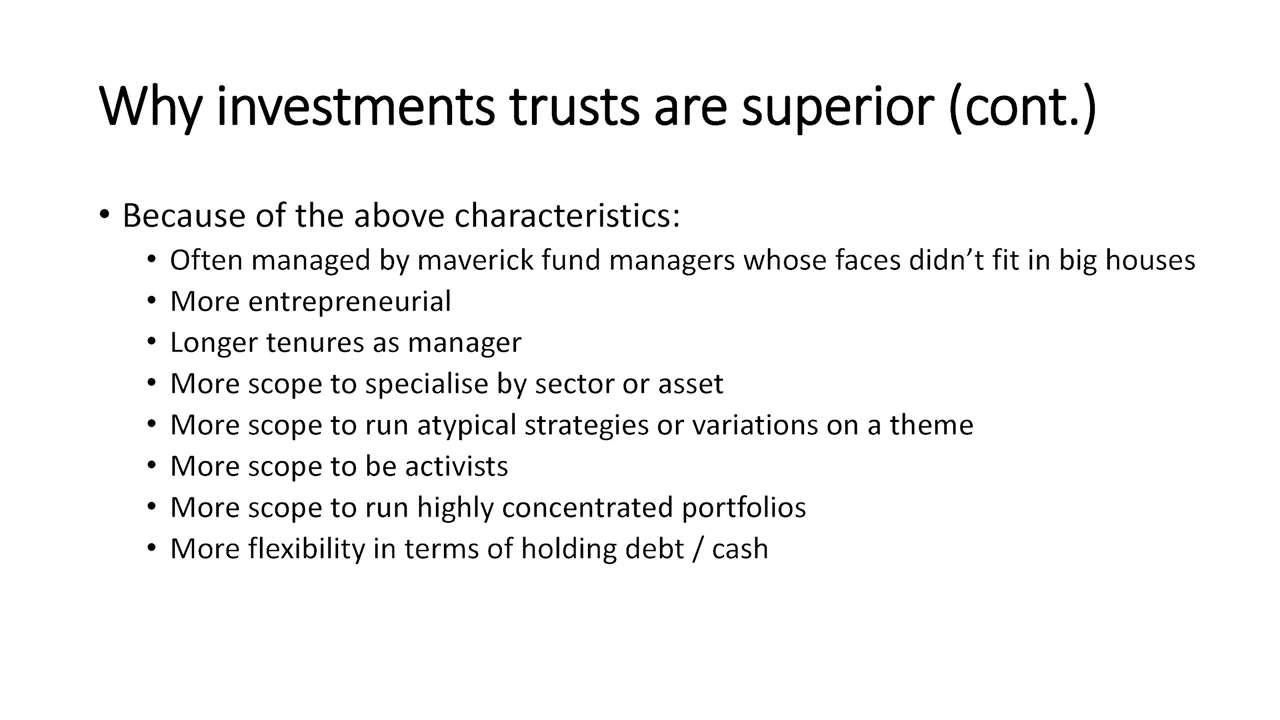 Why investments trusts are superior (cont.)
• Because of the above characteristics:
• Often managed by maverick fund managers whose faces didn’t fit in big houses
• More entrepreneurial
• Longer tenures as manager
• More scope to specialise by sector or asset
• More scope to run atypical strategies or variations on a theme
• More scope to be activists
• More scope to run highly concentrated portfolios
• More flexibility in terms of holding debt / cash